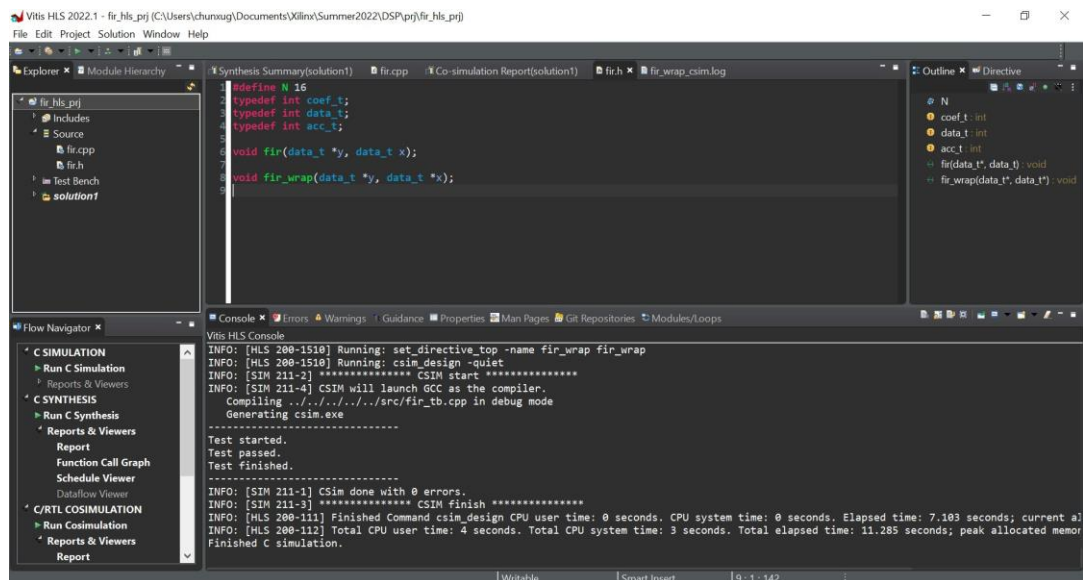 Vitis HLS 2022.1 - fir_hls_prj (C:\Users\chunxug\Documents\Xilinx\Summer2022\DSP\prj\fir_hls_prj)
File Edit Project Solution Window Help
Explorer Module Hierarchy
fir_hls_prj
Includes
Source
fir.cpp
fir.h
Test Bench
solution1
Synthesis Summary(solution1) fir.cpp Co-simulation Report(solution1) fir.h fir_wrap_csim.log
1 #define N 16
2 typedef int coef_t;
3 typedef int data_t;
4 typedef int acc_t;
5
6 void fir(data_t *y, data_t x);
7
8 void fir_wrap(data_t *y, data_t *x);
9
Outline Directive
N
coef_t : int
data_t : int
acc_t : int
fir(data_t*, data_t) : void
fir_wrap(data_t*, data_t*) : void
Flow Navigator
C SIMULATION
Run C Simulation
Reports & Viewers
C SYNTHESIS
Run C Synthesis
Reports & Viewers
Report
Function Call Graph
Schedule Viewer
Dataflow Viewer
C/RTL COSIMULATION
Run Cosimulation
Reports & Viewers
Report
Console Errors Warnings Guidance Properties Man Pages Git Repositories Modules/Loops
Vitis HLS Console
INFO: [HLS 200-1510] Running: set_directive_top -name fir_wrap fir_wrap
INFO: [HLS 200-1510] Running: csim_design -quiet
INFO: [SIM 211-2] *************** CSIM start ***************
INFO: [SIM 211-4] CSIM will launch GCC as the compiler.
Compiling ../../../../../src/fir_tb.cpp in debug mode
Generating csim.exe
------------------------------
Test started.
Test passed.
Test finished.
------------------------------
INFO: [SIM 211-1] CSim done with 0 errors.
INFO: [SIM 211-3] *************** CSIM finish ***************
INFO: [HLS 200-111] Finished Command csim_design CPU user time: 0 seconds. CPU system time: 0 seconds. Elapsed time: 7.103 seconds; current al
INFO: [HLS 200-112] Total CPU user time: 4 seconds. Total CPU system time: 3 seconds. Total elapsed time: 11.285 seconds; peak allocated memor
Finished C simulation.
Writable Smart Insert 9 : 1 : 142